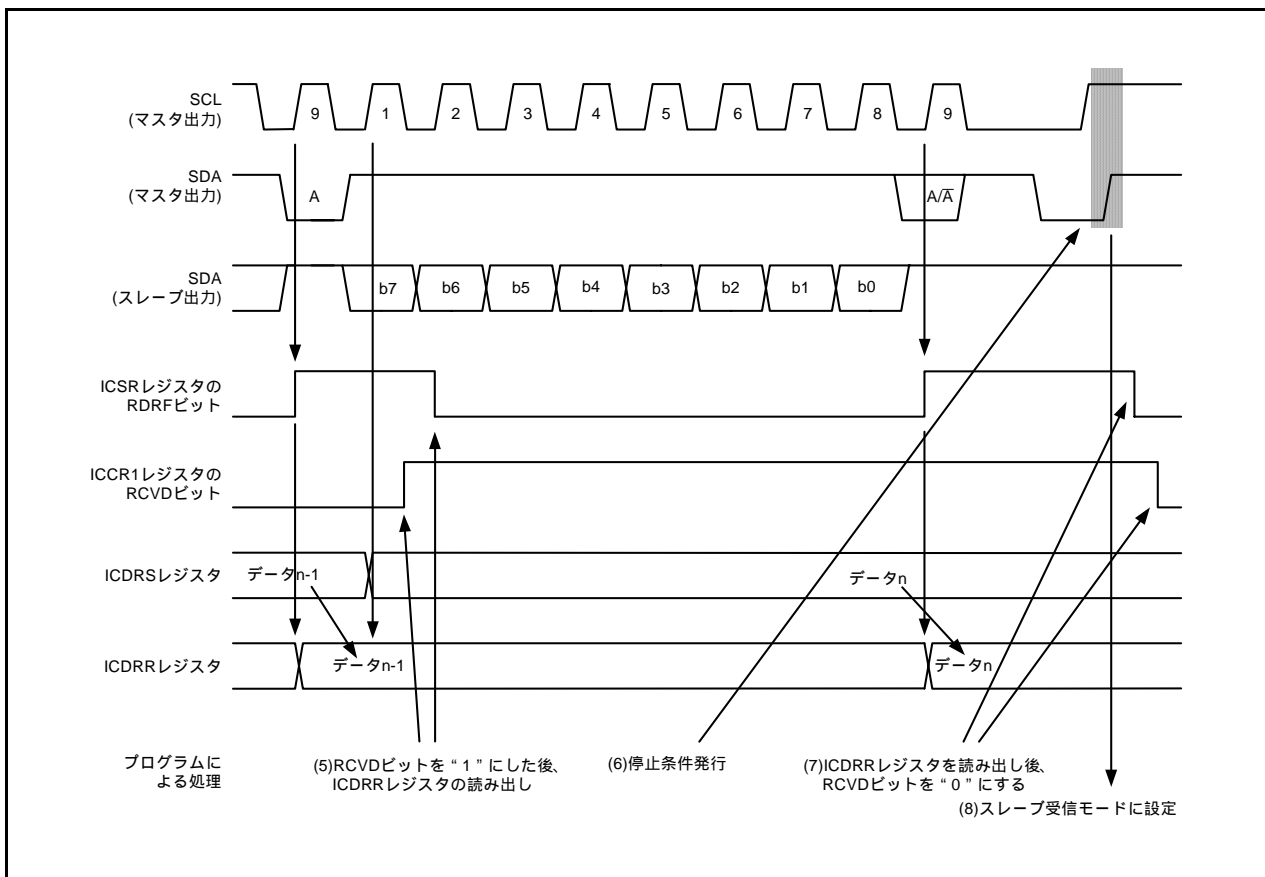 SCL
(マスタ出力)
9 1 2 3 4 5 6 7 8 9
SDA
(マスタ出力)
A A/A̅
SDA
(スレーブ出力)
b7 b6 b5 b4 b3 b2 b1 b0
ICSRレジスタの
RDRFビット
ICCR1レジスタの
RCVDビット
ICDRSレジスタ
データn-1 データn
ICDRRレジスタ
データn-1 データn
プログラムに
よる処理
(5)RCVDビットを“1”にした後、
ICDRRレジスタの読み出し
(6)停止条件発行
(7)ICDRRレジスタを読み出し後、
RCVDビットを“0”にする
(8)スレーブ受信モードに設定